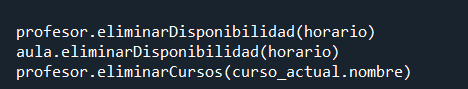 profesor.eliminarDisponibilidad(horario)
aula.eliminarDisponibilidad(horario)
profesor.eliminarCursos(curso_actual.nombre)